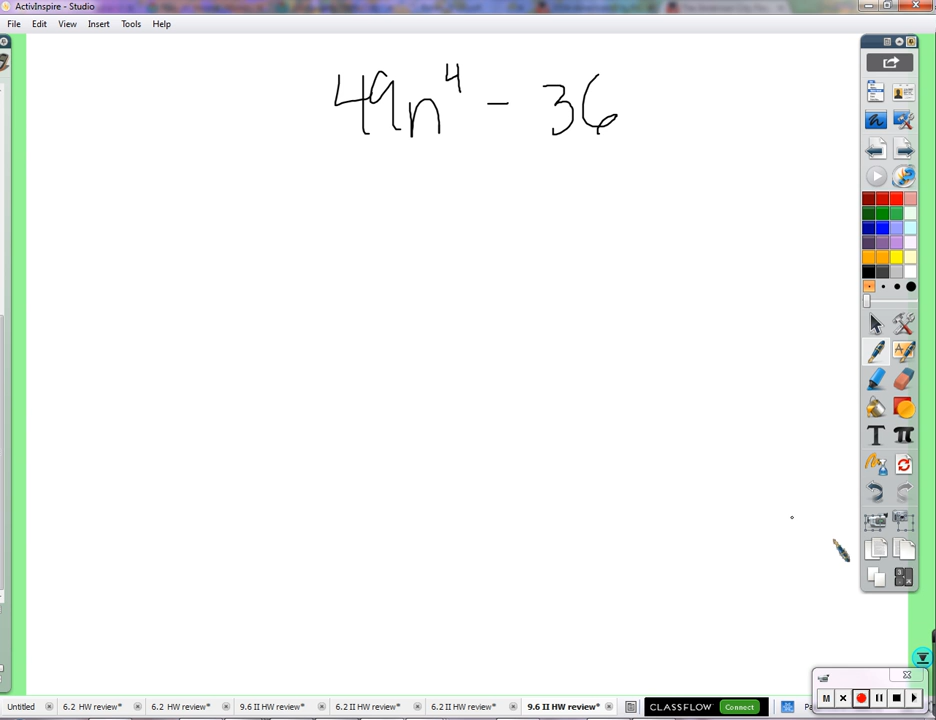 ActivInspire - Studio
File Edit View Insert Tools Help
49n⁴ - 36
Untitled 6.2 HW review* 6.2 HW review* 9.6 II HW review* 6.2 II HW review* 6.2 II HW review* 9.6 II HW review* CLASSFLOW Connect
M